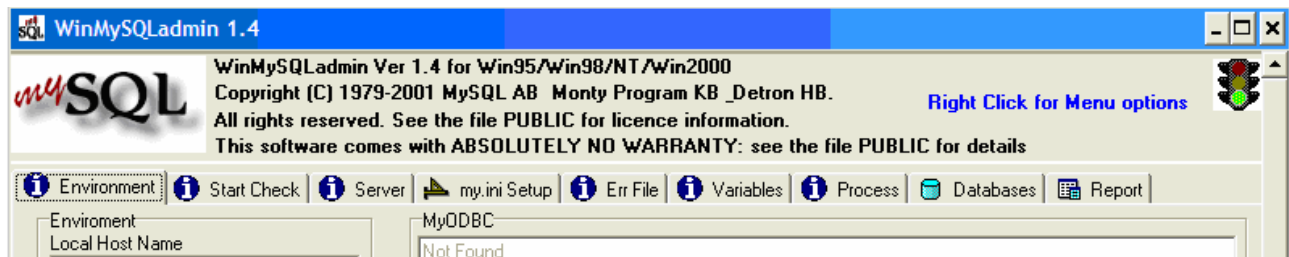 WinMySQLadmin 1.4
mySQL
WinMySQLadmin Ver 1.4 for Win95/Win98/NT/Win2000
Copyright (C) 1979-2001 MySQL AB  Monty Program KB _Detron HB.
All rights reserved. See the file PUBLIC for licence information.
This software comes with ABSOLUTELY NO WARRANTY: see the file PUBLIC for details
Right Click for Menu options
Environment Start Check Server my.ini Setup Err File Variables Process Databases Report
Enviroment
Local Host Name
MyODBC
Not Found